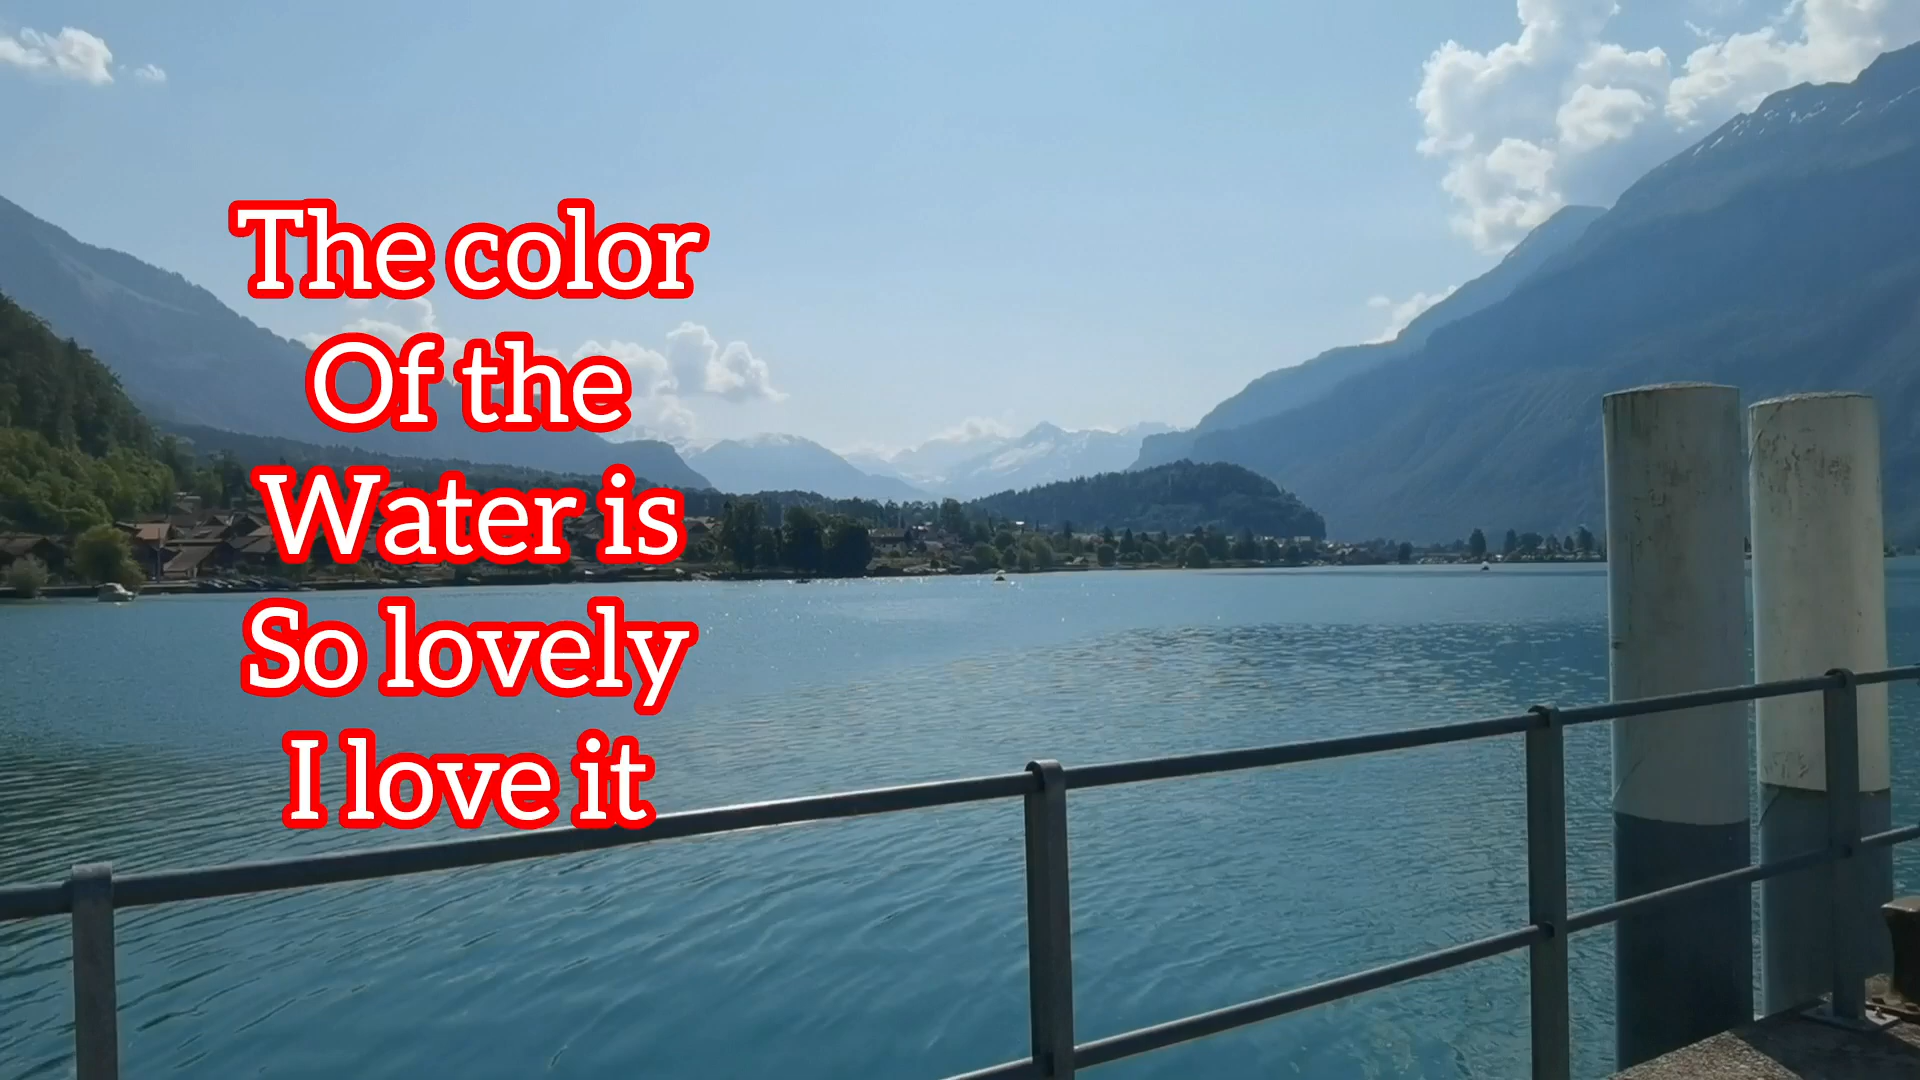 The color
Of the
Water is
So lovely
I love it